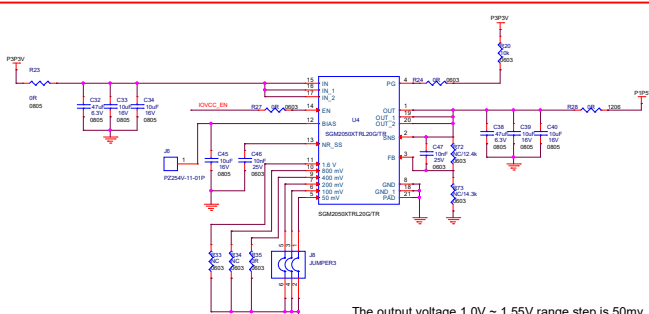 P3P3V
P3P3V
R23
0R
0805
C32
47uF
6.3V
0805
C33
10uF
16V
0805
C34
10uF
16V
0805
IOVCC_EN
R27
0R
0603
15
IN
16
IN_1
17
IN_2
14
EN
12
BIAS
13
NR_SS
11
1.6 V
10
800 mV
9
400 mV
7
200 mV
6
100 mV
5
50 mV
U4
SGM2050XTRL20G/TR
SGM2050XTRL20G/TR
PG
4
OUT
1
OUT_1
19
OUT_2
20
SNS
2
FB
3
GND
8
GND_1
18
PAD
21
R24
0R
0603
R20
10k
0603
R28
0R
1206
C38
47uF
6.3V
0805
C39
10uF
16V
0805
C40
10uF
16V
0805
C47
10nF
25V
0603
R72
NC/12.4k
0603
R73
NC/14.3k
0603
J6
1
PZ254V-11-01P
C45
10uF
16V
0805
C46
10nF
25V
0603
R33
NC
0603
R34
NC
0603
R35
0R
0603
J8
JUMPER3
5
3
1
6
4
2
The output voltage 1.0V ~ 1.55V range step is 50mv